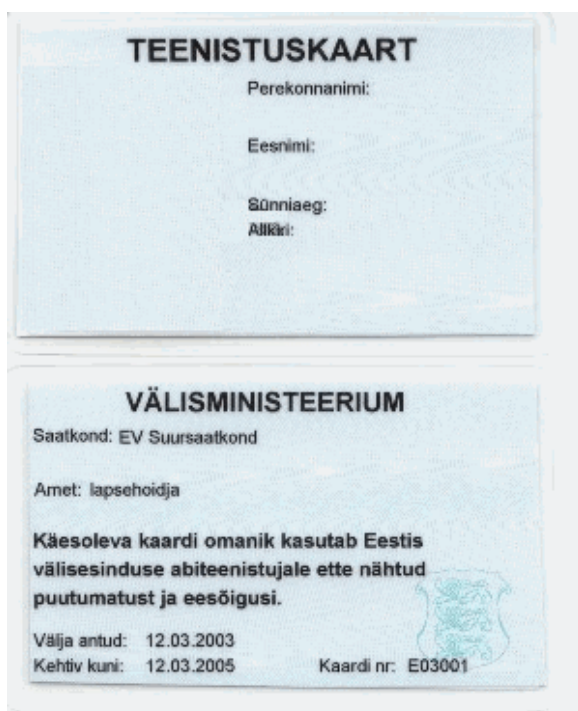 TEENISTUSKAART
Perekonnanimi:
Eesnimi:
Sünniaeg:
Allkiri:
VÄLISMINISTEERIUM
Saatkond: EV Suursaatkond
Amet: lapsehoidja
Käesoleva kaardi omanik kasutab Eestis
välisesinduse abiteenistujale ette nähtud
puutumatust ja eesõigusi.
Välja antud: 12.03.2003
Kehtiv kuni: 12.03.2005 Kaardi nr: E03001